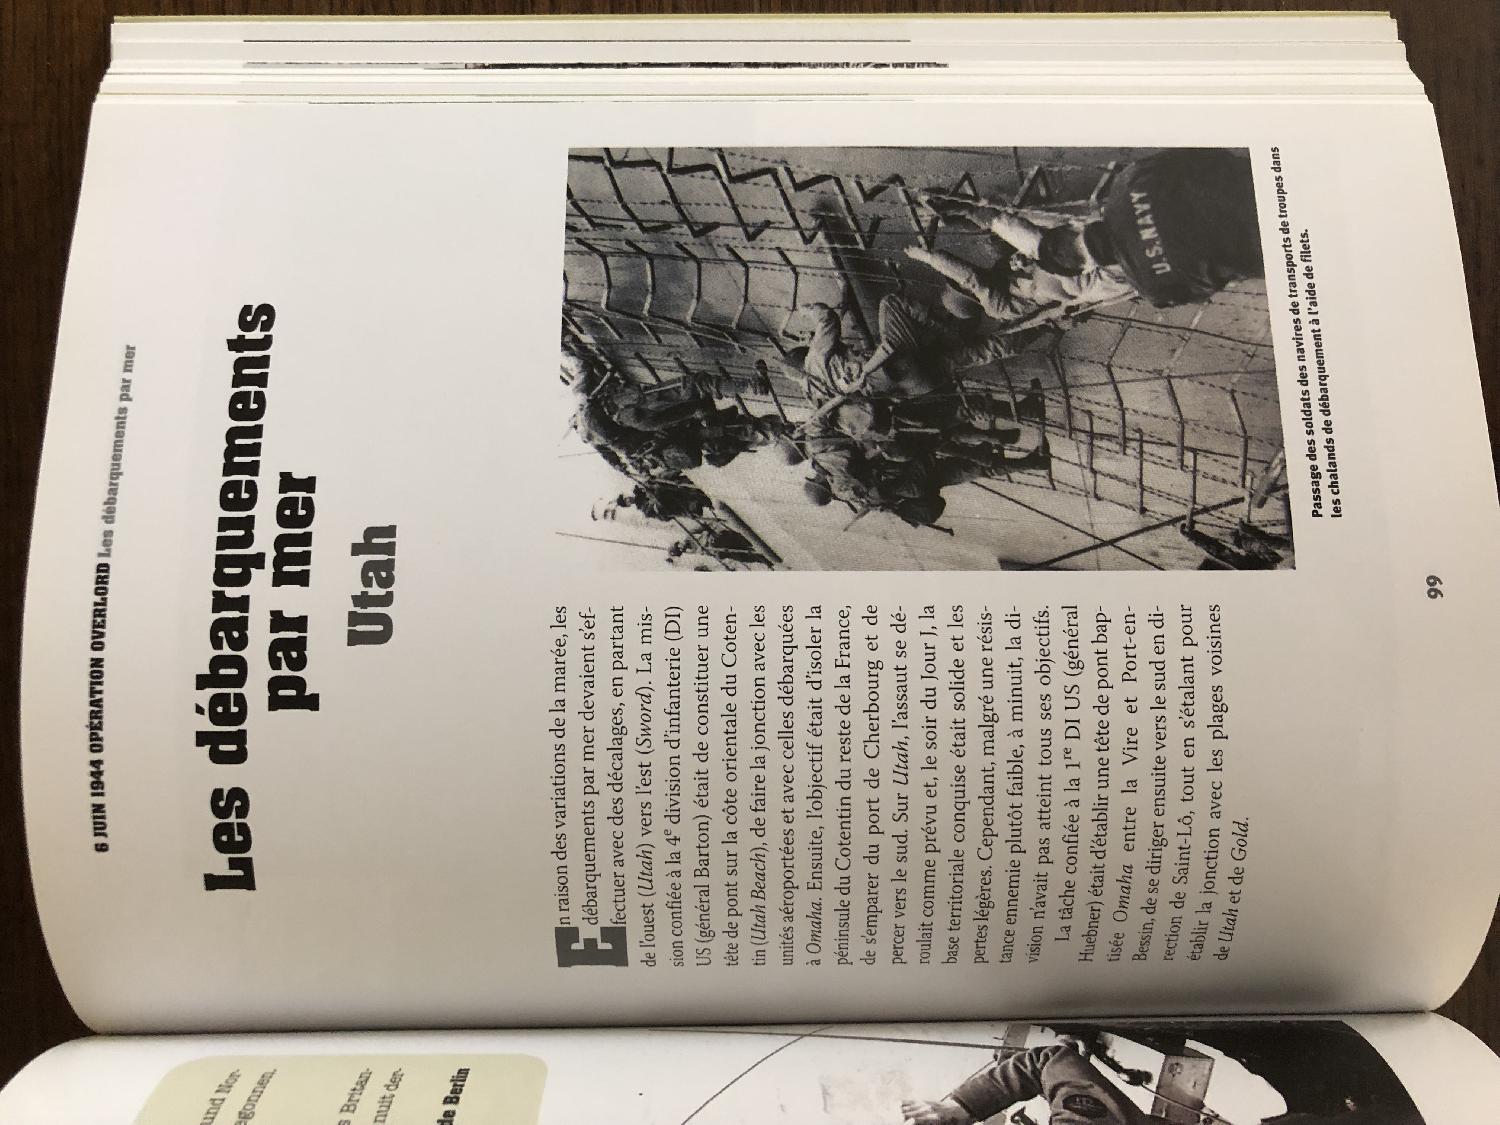 6 JUIN 1944 OPÉRATION OVERLORD Les débarquements par mer
Les débarquements
par mer
Utah
En raison des variations de la marée, les
débarquements par mer devaient s'ef-
fectuer avec des décalages, en partant
de l'ouest (Utah) vers l'est (Sword). La mis-
sion confiée à la 4e division d'infanterie (DI)
US (général Barton) était de constituer une
tête de pont sur la côte orientale du Coten-
tin (Utah Beach), de faire la jonction avec les
unités aéroportées et avec celles débarquées
à Omaha. Ensuite, l'objectif était d'isoler la
péninsule du Cotentin du reste de la France,
de s'emparer du port de Cherbourg et de
percer vers le sud. Sur Utah, l'assaut se dé-
roulait comme prévu et, le soir du Jour J, la
base territoriale conquise était solide et les
pertes légères. Cependant, malgré une résis-
tance ennemie plutôt faible, à minuit, la di-
vision n'avait pas atteint tous ses objectifs.
La tâche confiée à la 1re DI US (général
Huebner) était d'établir une tête de pont bap-
tisée Omaha entre la Vire et Port-en-
Bessin, de se diriger ensuite vers le sud en di-
rection de Saint-Lô, tout en s'étalant pour
établir la jonction avec les plages voisines
de Utah et de Gold.
U.S.NAVY
Passage des soldats des navires de transports de troupes dans
les chalands de débarquement à l'aide de filets.
99
und Nor-
egonnen.
s Britan-
nuit der-
de Berlin